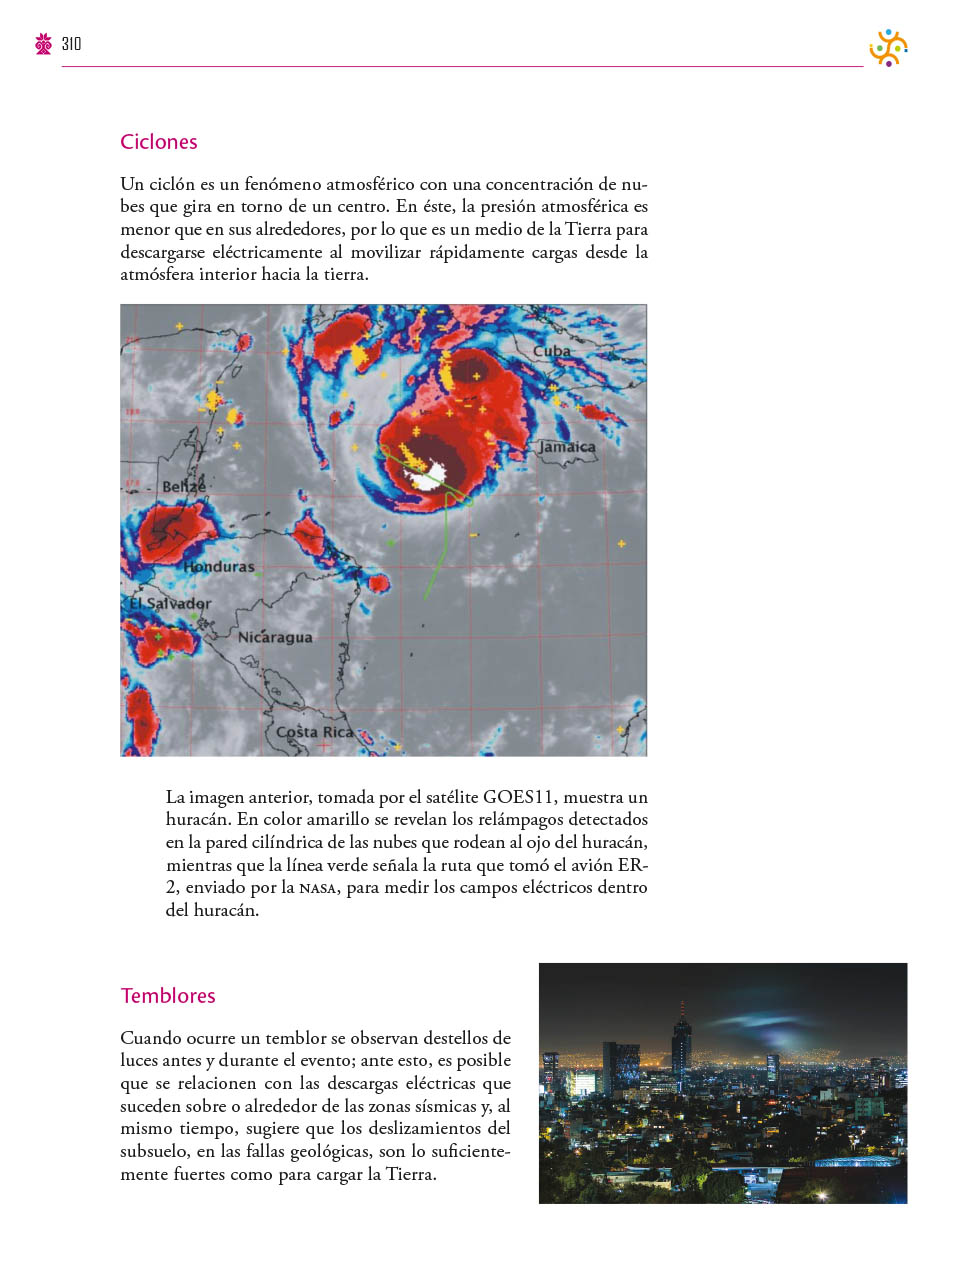 310
Ciclones
Un ciclón es un fenómeno atmosférico con una concentración de nu-
bes que gira en torno de un centro. En éste, la presión atmosférica es
menor que en sus alrededores, por lo que es un medio de la Tierra para
descargarse eléctricamente al movilizar rápidamente cargas desde la
atmósfera interior hacia la tierra.
Cuba
Jamaica
Belize
Honduras
El Salvador
Nicaragua
Costa Rica
La imagen anterior, tomada por el satélite GOES11, muestra un
huracán. En color amarillo se revelan los relámpagos detectados
en la pared cilíndrica de las nubes que rodean al ojo del huracán,
mientras que la línea verde señala la ruta que tomó el avión ER-
2, enviado por la NASA, para medir los campos eléctricos dentro
del huracán.
Temblores
Cuando ocurre un temblor se observan destellos de
luces antes y durante el evento; ante esto, es posible
que se relacionen con las descargas eléctricas que
suceden sobre o alrededor de las zonas sísmicas y, al
mismo tiempo, sugiere que los deslizamientos del
subsuelo, en las fallas geológicas, son lo suficiente-
mente fuertes como para cargar la Tierra.